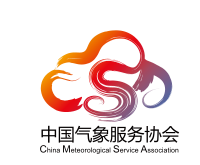 中国气象服务协会
China Meteorological Service Association